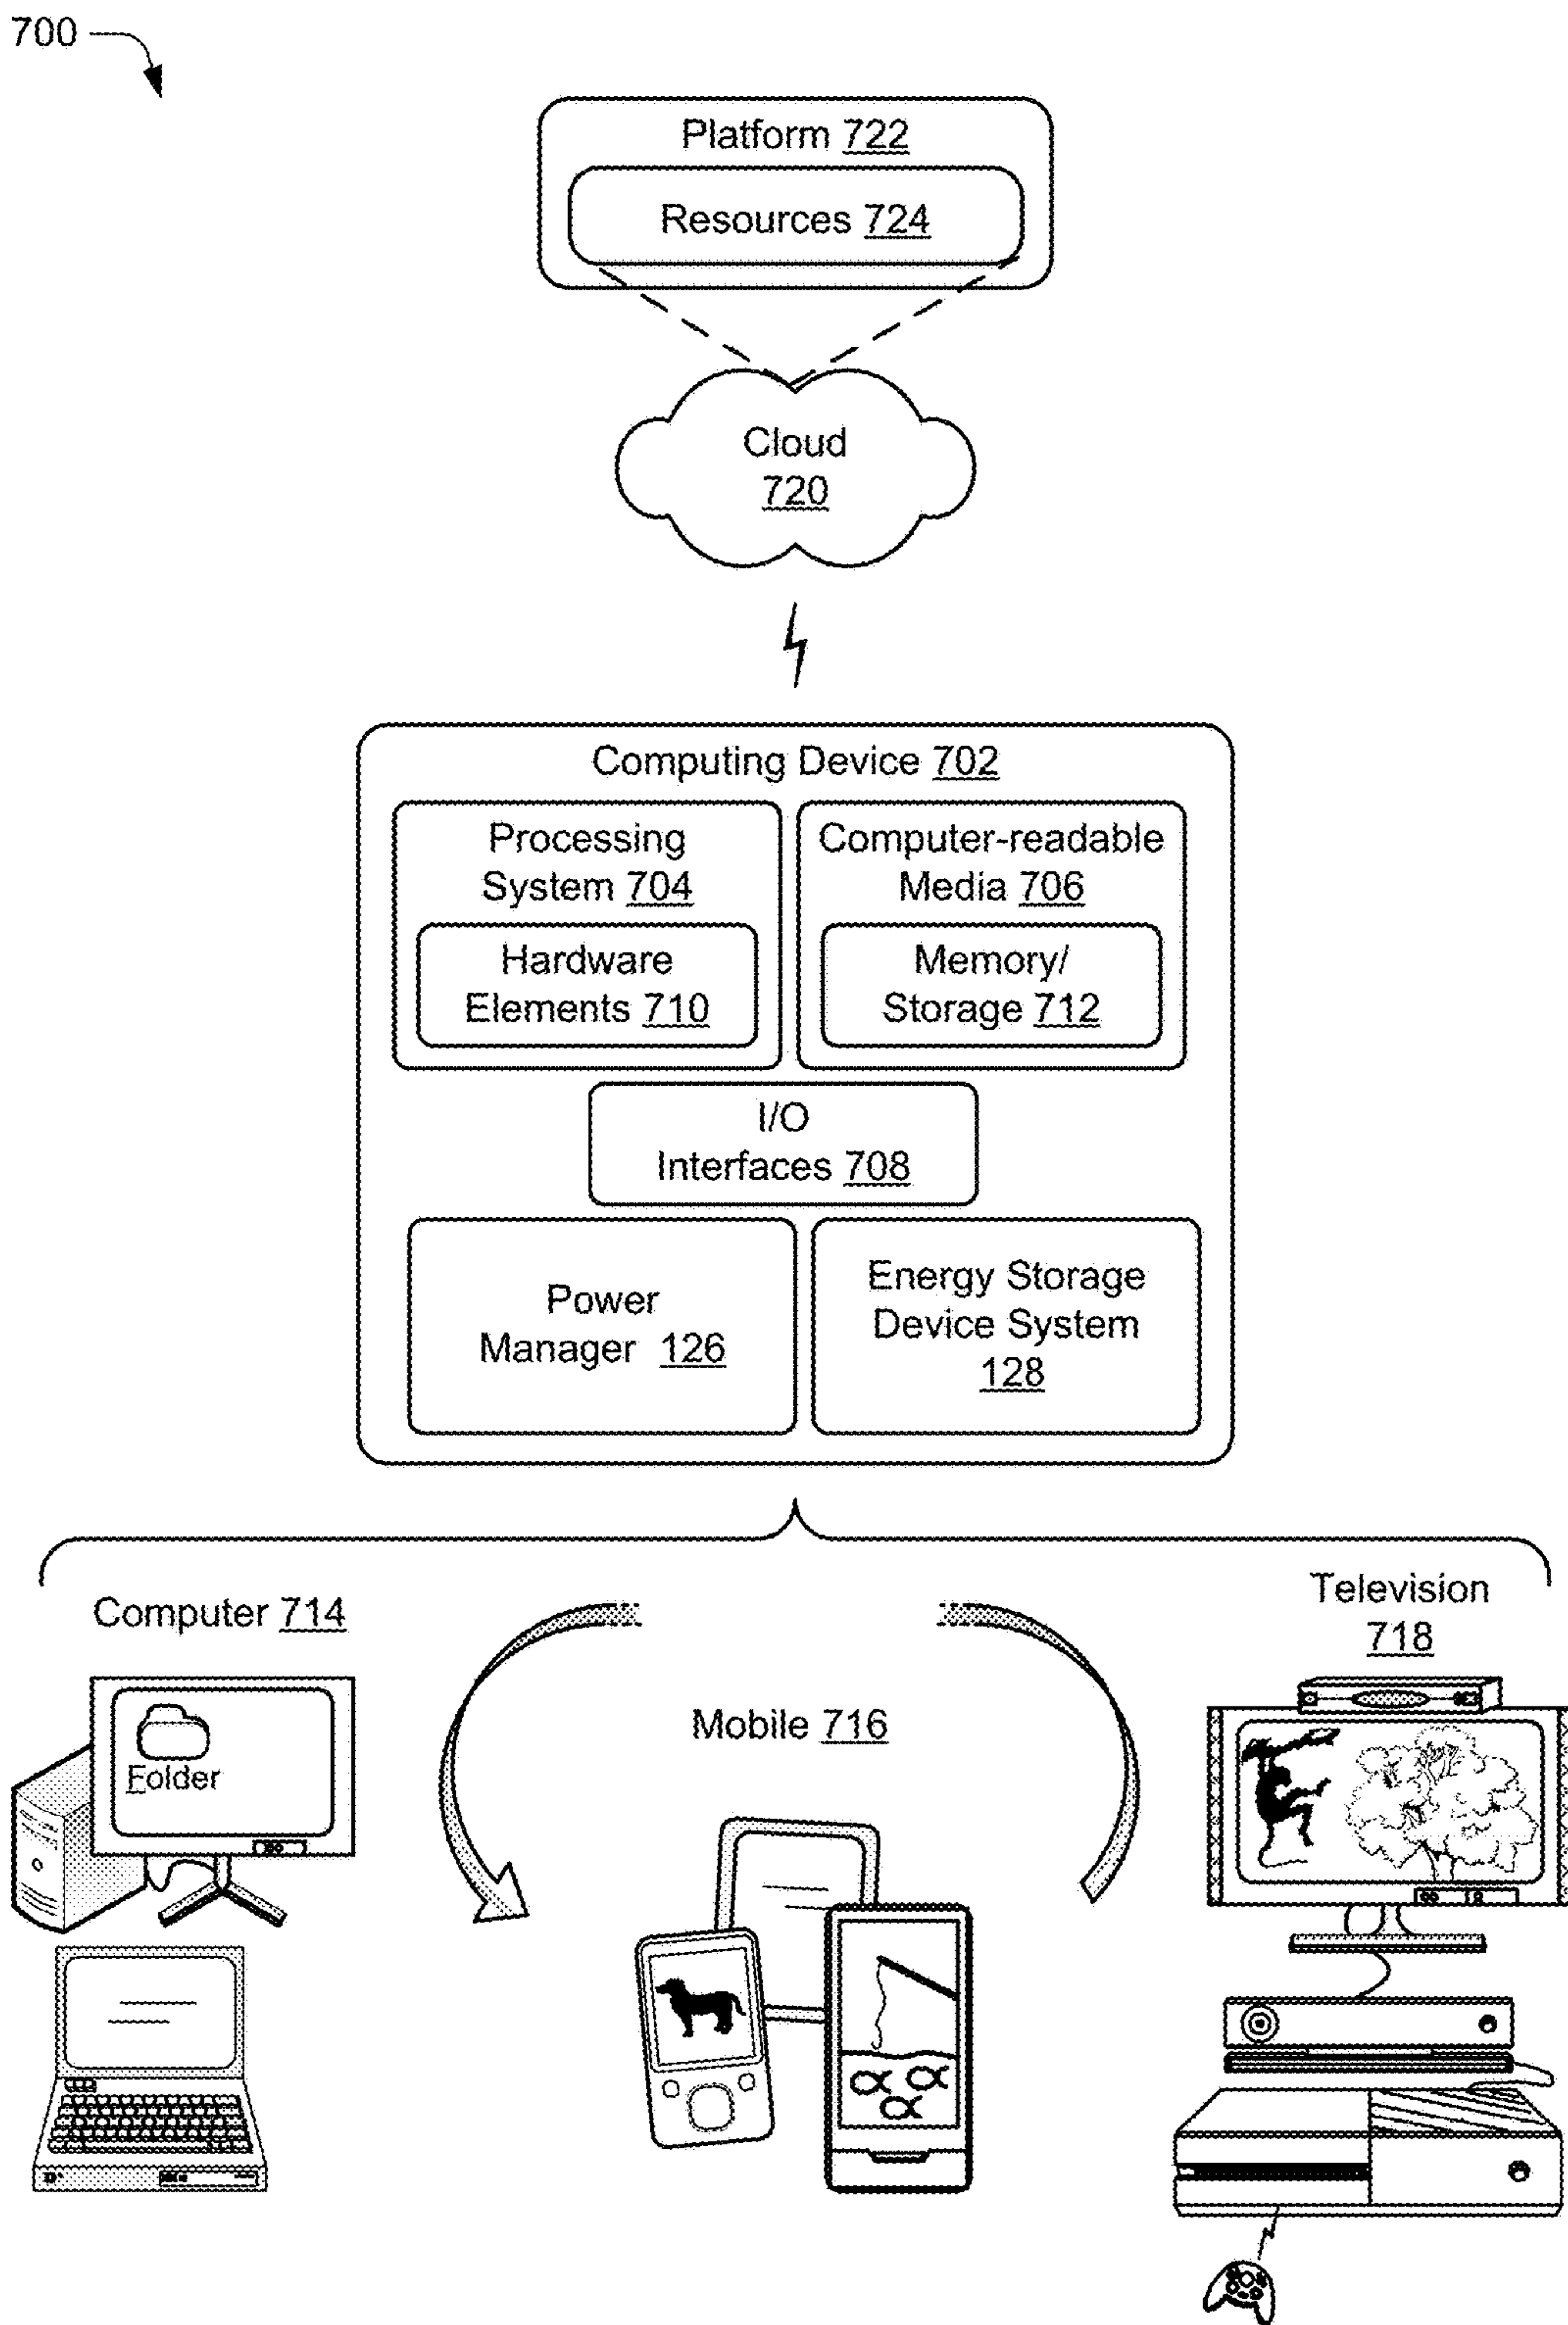 700
Platform 722
Resources 724
Cloud
720
Computing Device 702
Processing
System 704
Hardware
Elements 710
Computer-readable
Media 706
Memory/
Storage 712
I/O
Interfaces 708
Power
Manager 126
Energy Storage
Device System
128
Computer 714
Folder
Mobile 716
Television
718